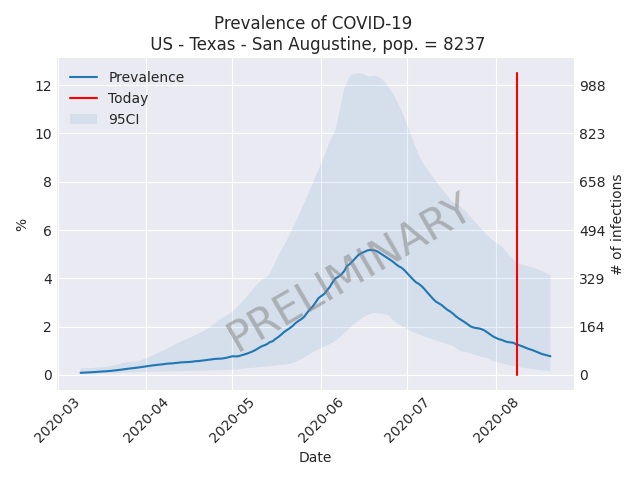 Prevalence of COVID-19
US - Texas - San Augustine, pop. = 8237
Prevalence
Today
95CI
12
10
8
6
4
2
0
%
988
823
658
494
329
164
0
# of infections
PRELIMINARY
2020-03
2020-04
2020-05
2020-06
2020-07
2020-08
Date